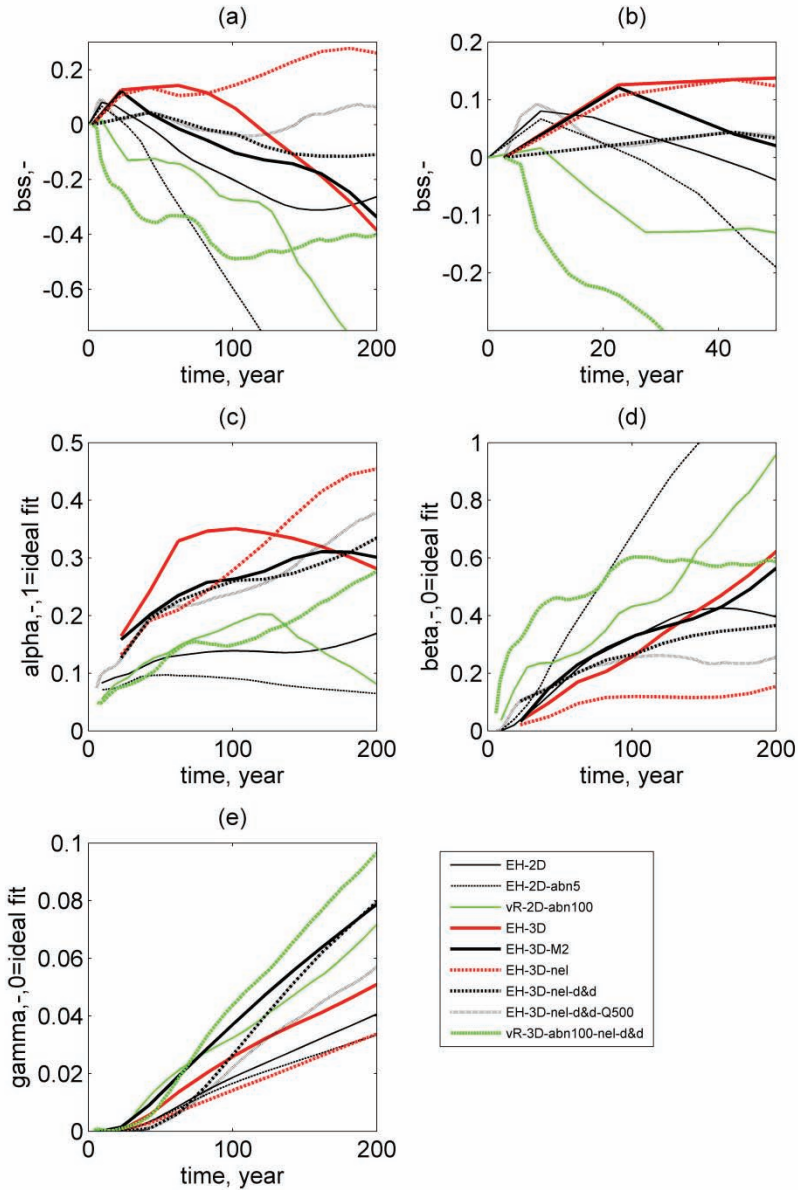 (a)
0.2
0
-0.2
-0.4
-0.6
bss,-
0
100
200
time, year
(b)
0.2
0.1
0
-0.1
-0.2
bss,-
0
20
40
time, year
(c)
0.5
0.4
0.3
0.2
0.1
0
alpha,-,1=ideal fit
0
100
200
time, year
(d)
1
0.8
0.6
0.4
0.2
0
beta,-,0=ideal fit
0
100
200
time, year
(e)
0.1
0.08
0.06
0.04
0.02
0
gamma,-,0=ideal fit
0
100
200
time, year
EH-2D
EH-2D-abn5
vR-2D-abn100
EH-3D
EH-3D-M2
EH-3D-nel
EH-3D-nel-d&d
EH-3D-nel-d&d-Q500
vR-3D-abn100-nel-d&d